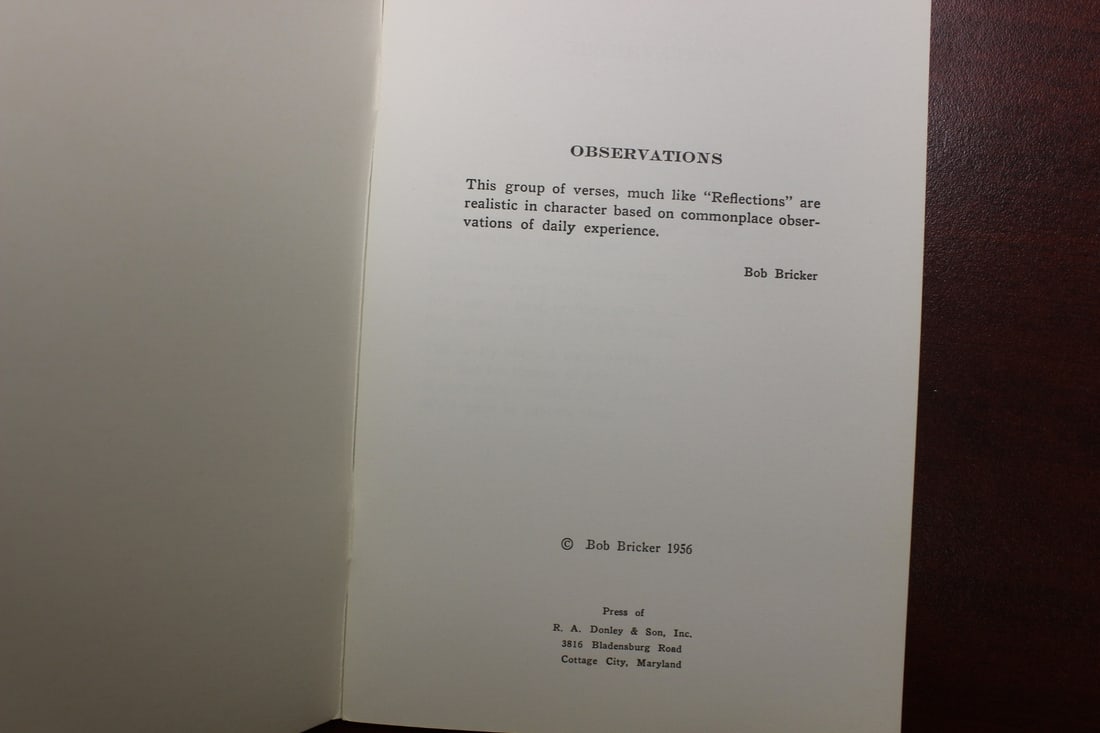 OBSERVATIONS
This group of verses, much like “Reflections” are
realistic in character based on commonplace obser-
vations of daily experience.
Bob Bricker
© Bob Bricker 1956
Press of
R. A. Donley & Son, Inc.
3816 Bladensburg Road
Cottage City, Maryland